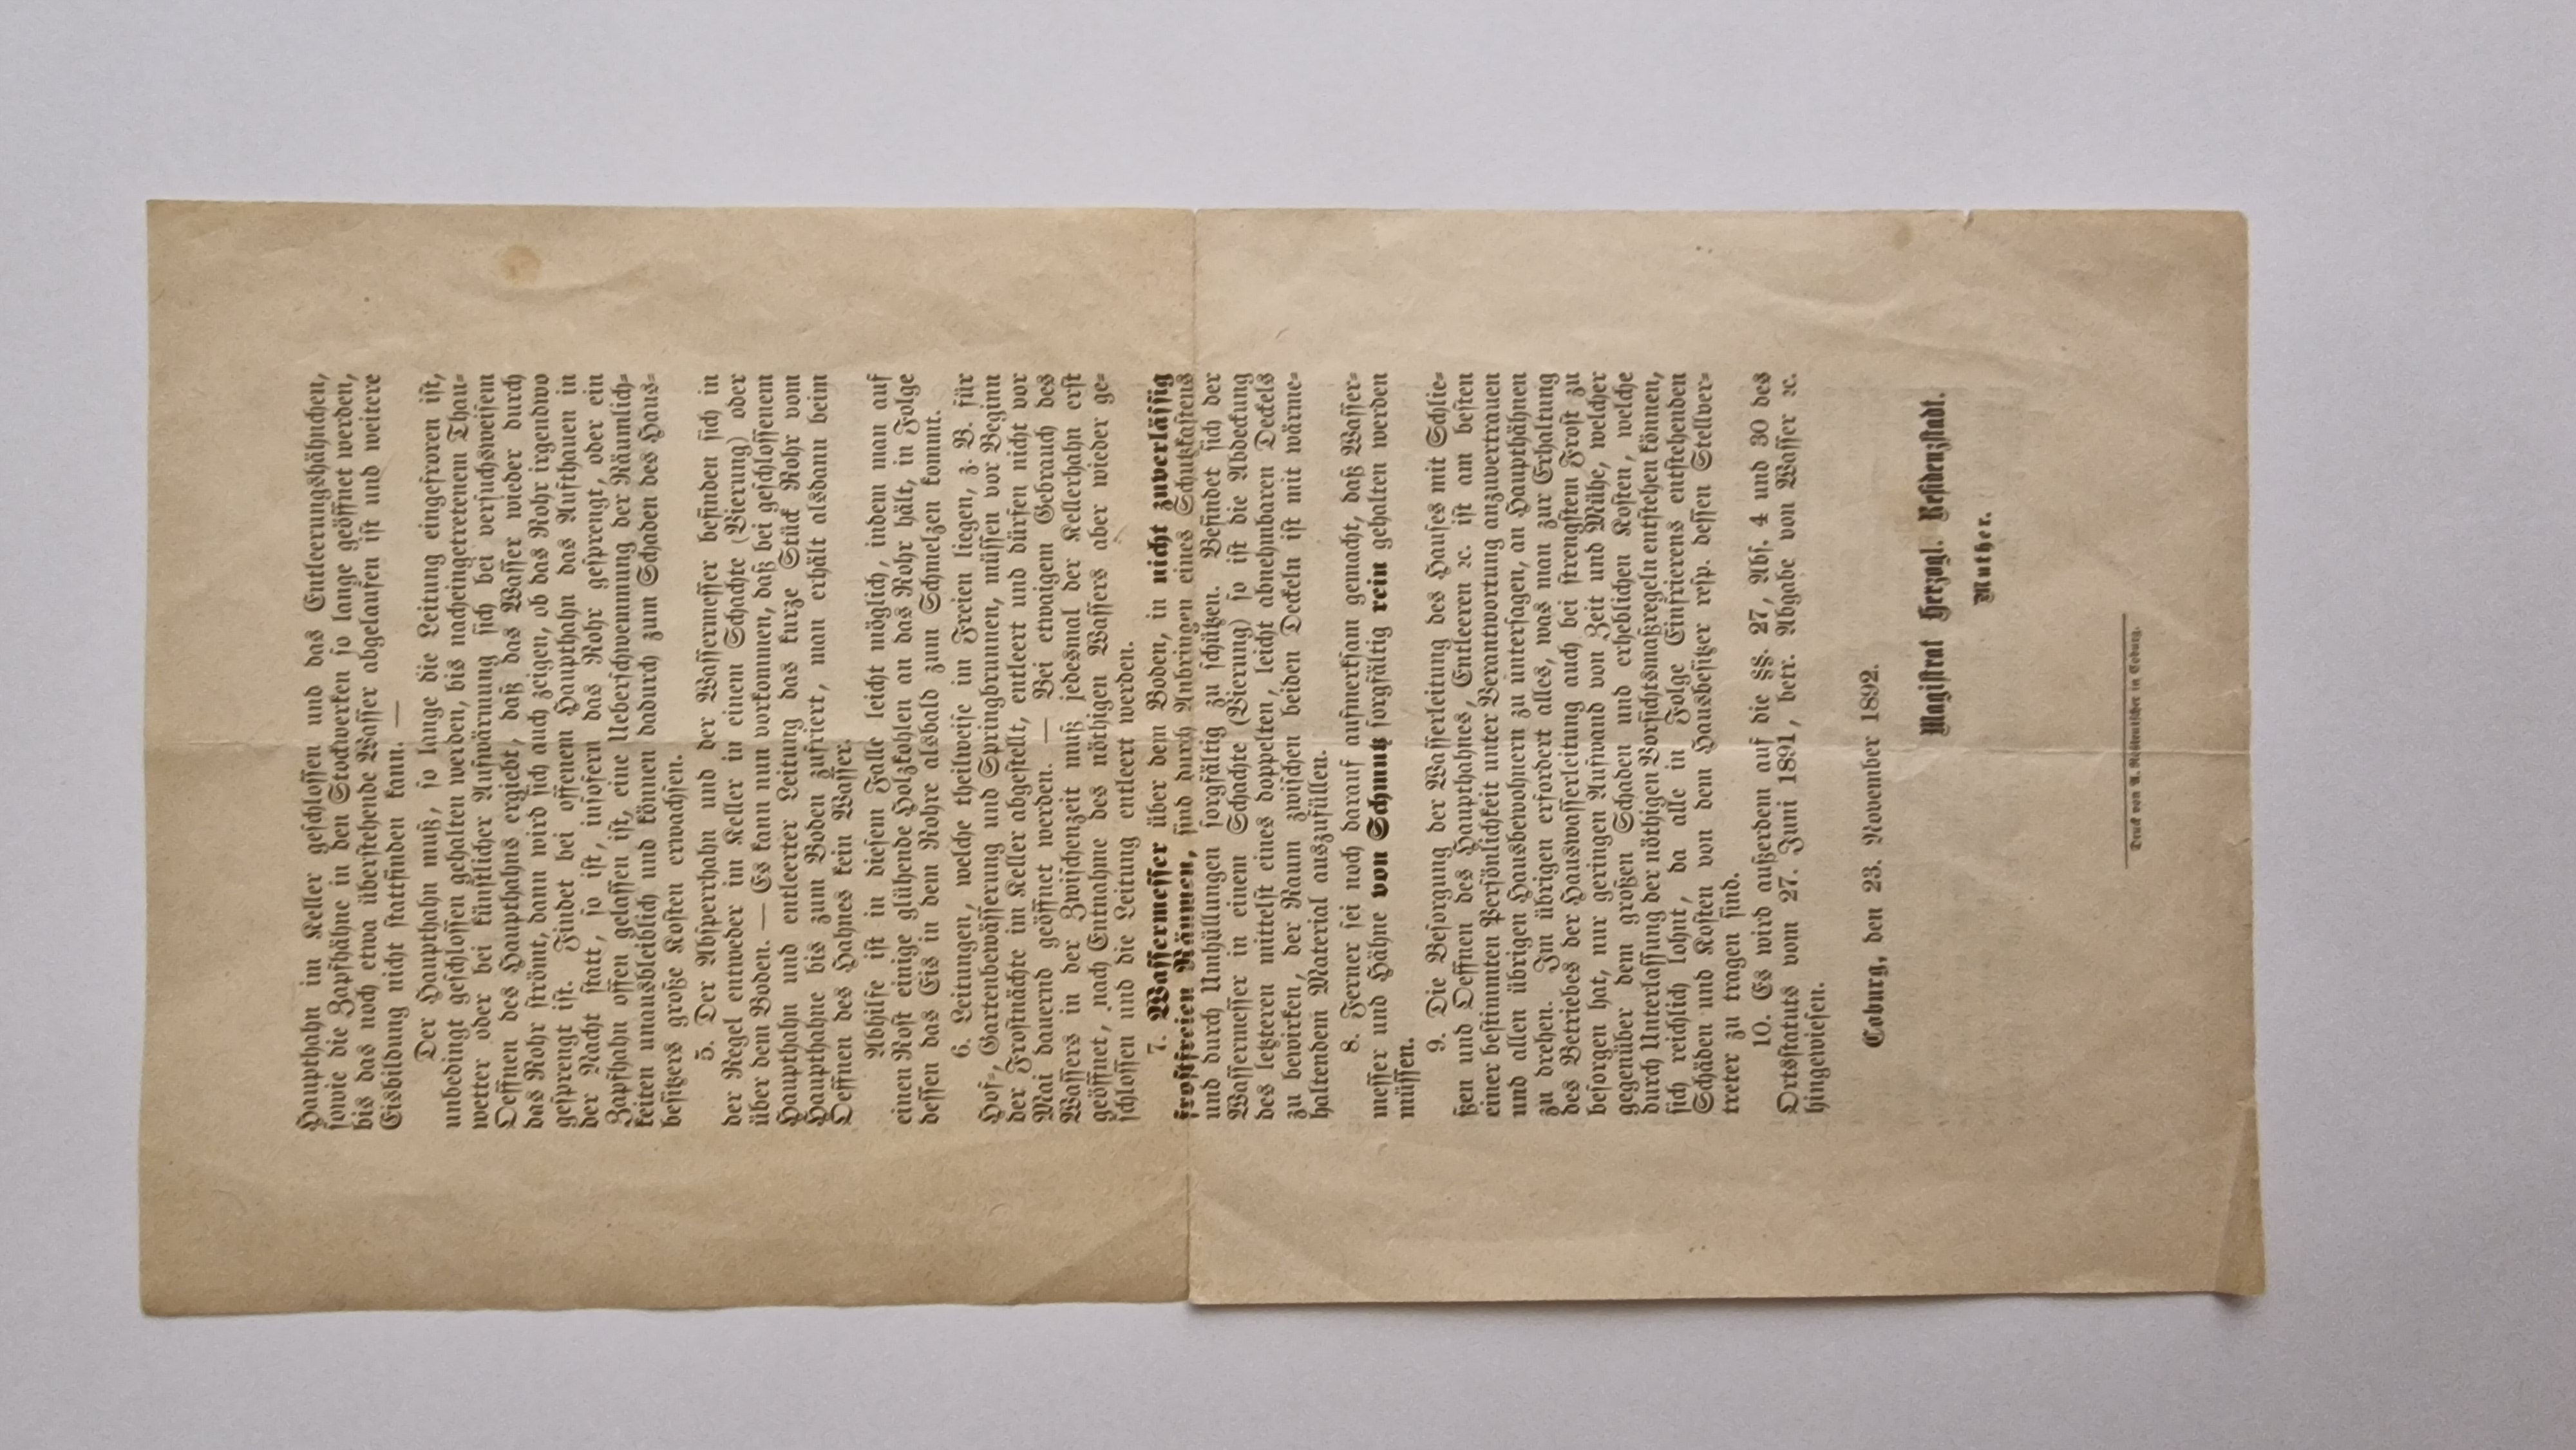 Haupthahn im Keller geschlossen und das Entleerungshähnchen,
sowie die Zapfhähne in den Stockwerken so lange geöffnet werden,
bis das noch etwa überstehende Wasser abgelaufen ist und weitere
Eisbildung nicht stattfinden kann. —
Der Haupthahn muß, so lange die Leitung eingefroren ist,
unbedingt geschlossen gehalten werden, bis nacheingetretenem Thau-
wetter oder bei künstlicher Aufwärmung sich bei versuchsweisem
Oeffnen des Haupthahns ergiebt, daß das Wasser wieder durch
das Rohr strömt, dann wird sich auch zeigen, ob das Rohr irgendwo
gesprengt ist. Findet bei offenem Haupthahn das Aufthauen in
der Nacht statt, so ist, insofern das Rohr gesprengt, oder ein
Zapfhahn offen gelassen ist, eine Ueberschwemmung der Räumlich-
keiten unausbleiblich und können dadurch zum Schaden des Haus-
besitzers große Kosten erwachsen.
5. Der Absperrhahn und der Wassermesser befinden sich in
der Regel entweder im Keller in einem Schachte (Vierung) oder
über dem Boden. — Es kann nun vorkommen, daß bei geschlossenem
Haupthahn und entleerter Leitung das kurze Stück Rohr vom
Haupthahne bis zum Boden zufriert, man erhält alsdann beim
Oeffnen des Hahnes kein Wasser.
Abhilfe ist in diesem Falle leicht möglich, indem man auf
einen Rost einige glühende Holzkohlen an das Rohr hält, in Folge
dessen das Eis in dem Rohre alsbald zum Schmelzen kommt.
6. Leitungen, welche theilweise im Freien liegen, z. B. für
Hof-, Gartenbewässerung und Springbrunnen, müssen vor Beginn
der Frostnächte im Keller abgestellt, entleert und dürfen nicht vor
Mai dauernd geöffnet werden. — Bei etwaigem Gebrauch des
Wassers in der Zwischenzeit muß jedesmal der Kellerhahn erst
geöffnet, nach Entnahme des nöthigen Wassers aber wieder ge-
schlossen und die Leitung entleert werden.
7. Wassermesser über dem Boden, in nicht zuverlässig
frostfreien Räumen, sind durch Anbringen eines Schutzkastens
und durch Umhüllungen sorgfältig zu schützen. Befindet sich der
Wassermesser in einem Schachte (Vierung) so ist die Abdeckung
des letzteren mittelst eines doppelten, leicht abnehmbaren Deckels
zu bewirken, der Raum zwischen beiden Deckeln ist mit wärme-
haltendem Material auszufüllen.
8. Ferner sei noch darauf aufmerksam gemacht, daß Wasser-
messer und Hähne von Schmutz sorgfältig rein gehalten werden
müssen.
9. Die Besorgung der Wasserleitung des Hauses mit Schlie-
ßen und Oeffnen des Haupthahnes, Entleeren ꝛc. ist am besten
einer bestimmten Persönlichkeit unter Verantwortung anzuvertrauen
und allen übrigen Hausbewohnern zu untersagen, an Haupthähnen
zu drehen. Im übrigen erfordert alles, was man zur Erhaltung
des Betriebes der Hauswasserleitung auch bei strengstem Frost zu
besorgen hat, nur geringen Aufwand von Zeit und Mühe, welcher
gegenüber dem großen Schaden und erheblichen Kosten, welche
durch Unterlassung der nöthigen Vorsichtsmaßregeln entstehen können,
sich reichlich lohnt, da alle in Folge Einfrierens entstehenden
Schäden und Kosten von dem Hausbesitzer resp. dessen Stellver-
treter zu tragen sind.
10. Es wird außerdem auf die §§. 27, Abs. 4 und 30 des
Ortsstatuts vom 27. Juni 1891, betr. Abgabe von Wasser ꝛc.
hingewiesen.
Coburg, den 23. November 1892.
Magistrat Herzogl. Residenzstadt.
Muther.
Druck von A. Rossteutscher in Coburg.